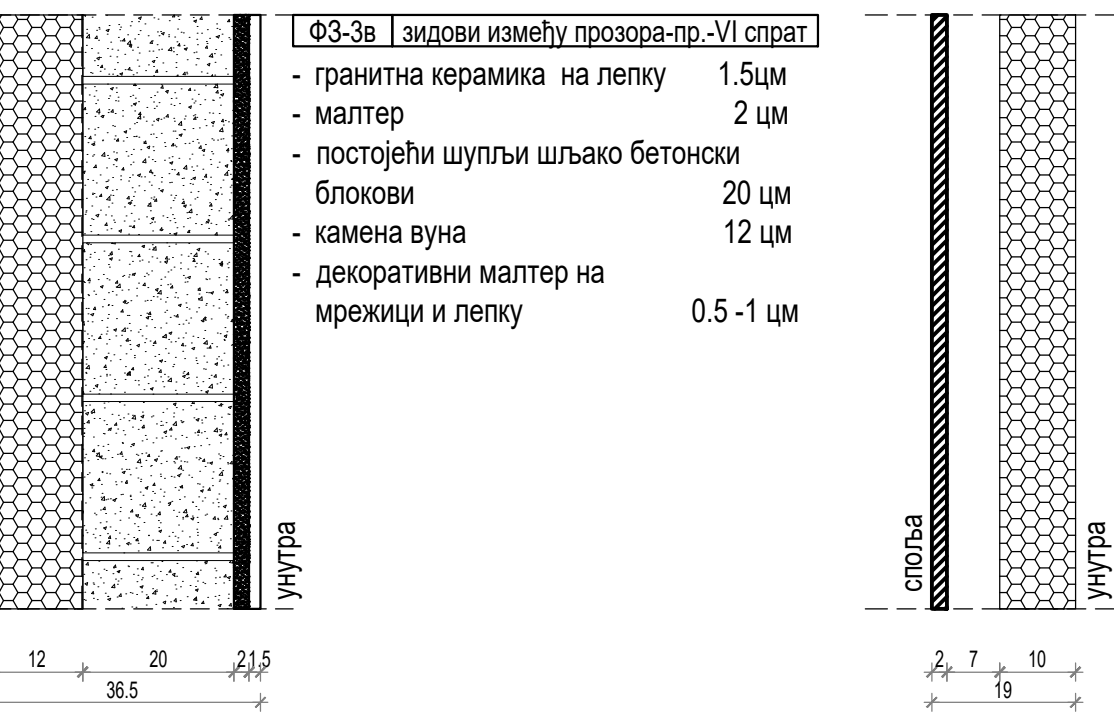 ФЗ-3в зидови између прозора-пр.-VI спрат
- гранитна керамика на лепку 1.5цм
- малтер 2 цм
- постојећи шупљи шљако бетонски
блокови 20 цм
- камена вуна 12 цм
- декоративни малтер на
мрежици и лепку 0.5 -1 цм
унутра
споља
унутра
12 20 2 1.5
36.5
2 7 10
19